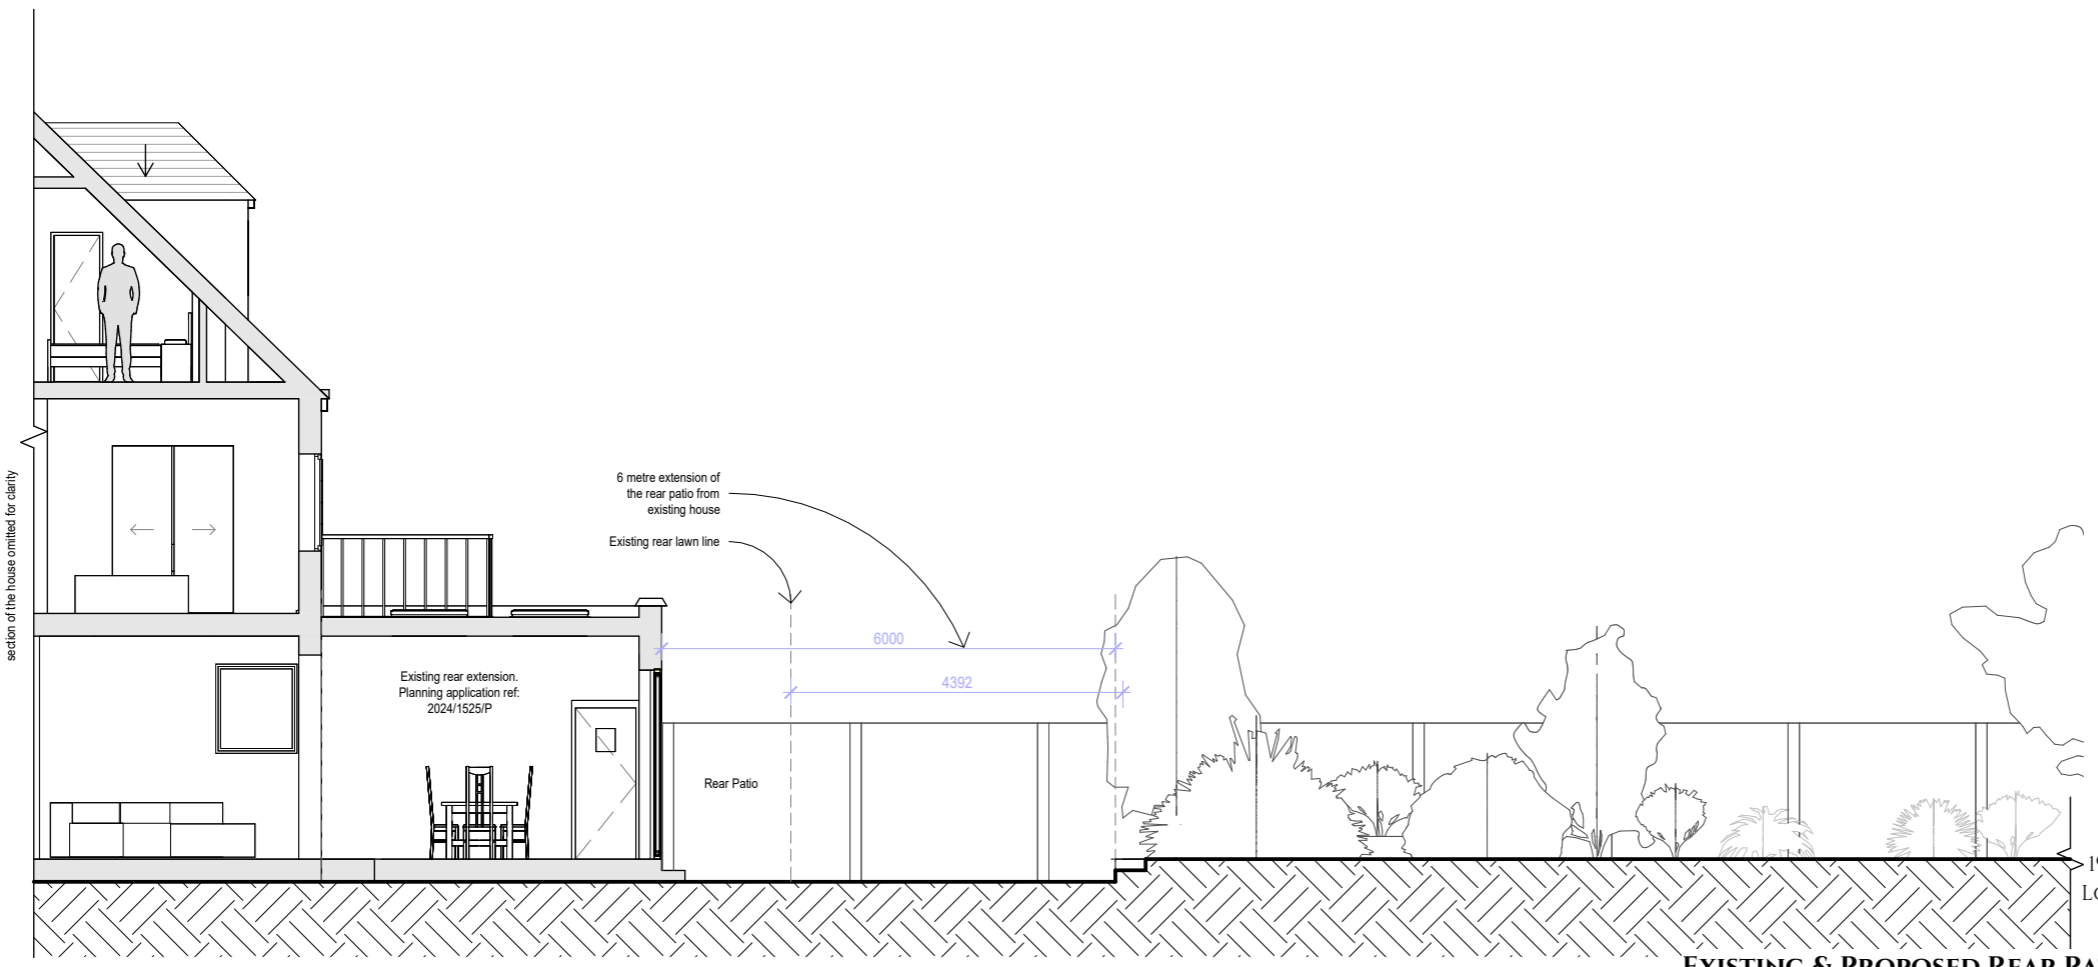 section of the house omitted for clarity
6 metre extension of
the rear patio from
existing house
Existing rear lawn line
6000
4392
Existing rear extension.
Planning application ref:
2024/1525/P
Rear Patio